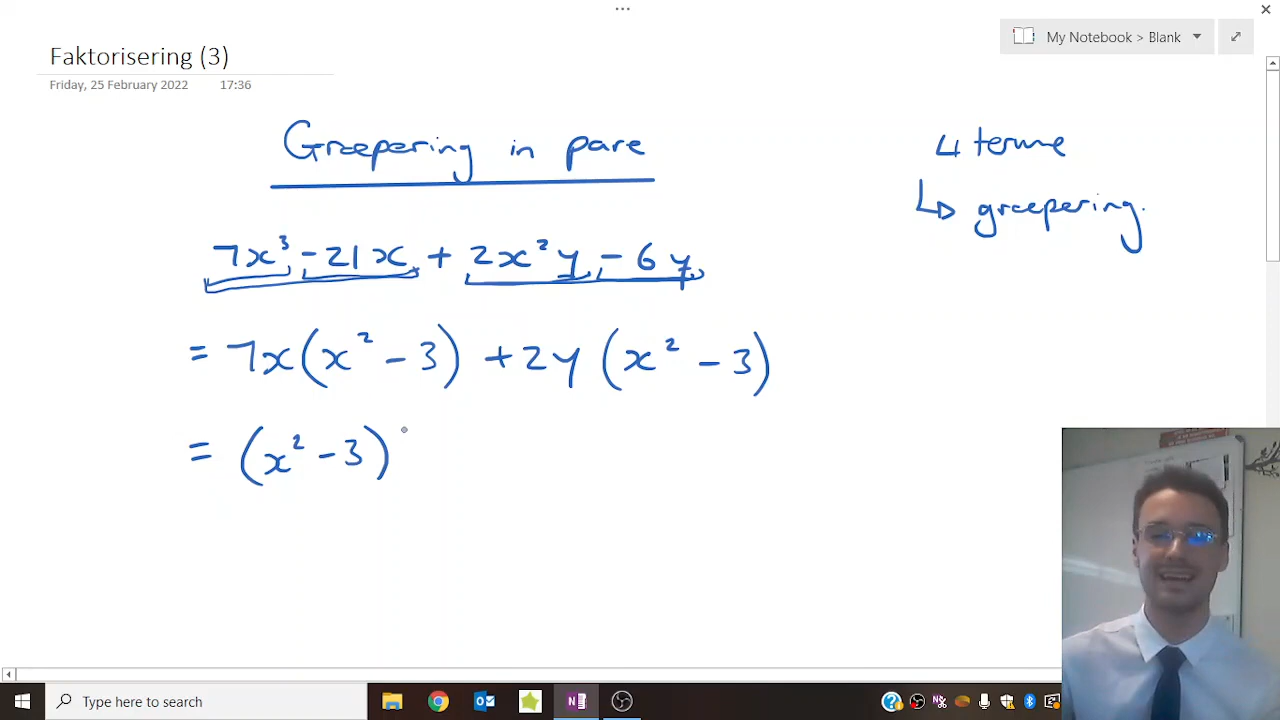 My Notebook > Blank
Faktorisering (3)
Friday, 25 February 2022 17:36
Groepering in pare
4 terme
↳ groepering.
7x³ - 21x + 2x²y - 6y
= 7x(x² - 3) + 2y(x² - 3)
= (x² - 3)
Type here to search